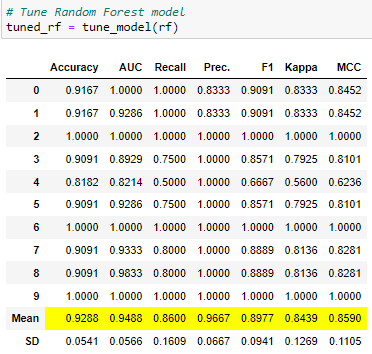 # Tune Random Forest model
tuned_rf = tune_model(rf)
Accuracy AUC Recall Prec. F1 Kappa MCC
0 0.9167 1.0000 1.0000 0.8333 0.9091 0.8333 0.8452
1 0.9167 0.9286 1.0000 0.8333 0.9091 0.8333 0.8452
2 1.0000 1.0000 1.0000 1.0000 1.0000 1.0000 1.0000
3 0.9091 0.8929 0.7500 1.0000 0.8571 0.7925 0.8101
4 0.8182 0.8214 0.5000 1.0000 0.6667 0.5600 0.6236
5 0.9091 0.9286 0.7500 1.0000 0.8571 0.7925 0.8101
6 1.0000 1.0000 1.0000 1.0000 1.0000 1.0000 1.0000
7 0.9091 0.9333 0.8000 1.0000 0.8889 0.8136 0.8281
8 0.9091 0.9833 0.8000 1.0000 0.8889 0.8136 0.8281
9 1.0000 1.0000 1.0000 1.0000 1.0000 1.0000 1.0000
Mean 0.9288 0.9488 0.8600 0.9667 0.8977 0.8439 0.8590
SD 0.0541 0.0566 0.1609 0.0667 0.0941 0.1269 0.1105